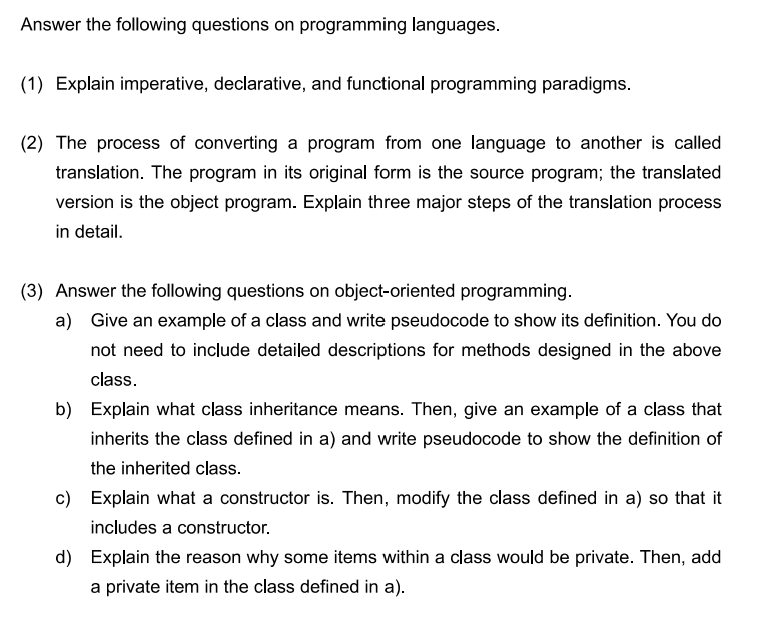 Answer the following questions on programming languages.
(1) Explain imperative, declarative, and functional programming paradigms.
(2) The process of converting a program from one language to another is called
translation. The program in its original form is the source program; the translated
version is the object program. Explain three major steps of the translation process
in detail.
(3) Answer the following questions on object-oriented programming.
a) Give an example of a class and write pseudocode to show its definition. You do
not need to include detailed descriptions for methods designed in the above
class.
b) Explain what class inheritance means. Then, give an example of a class that
inherits the class defined in a) and write pseudocode to show the definition of
the inherited class.
c) Explain what a constructor is. Then, modify the class defined in a) so that it
includes a constructor.
d) Explain the reason why some items within a class would be private. Then, add
a private item in the class defined in a).